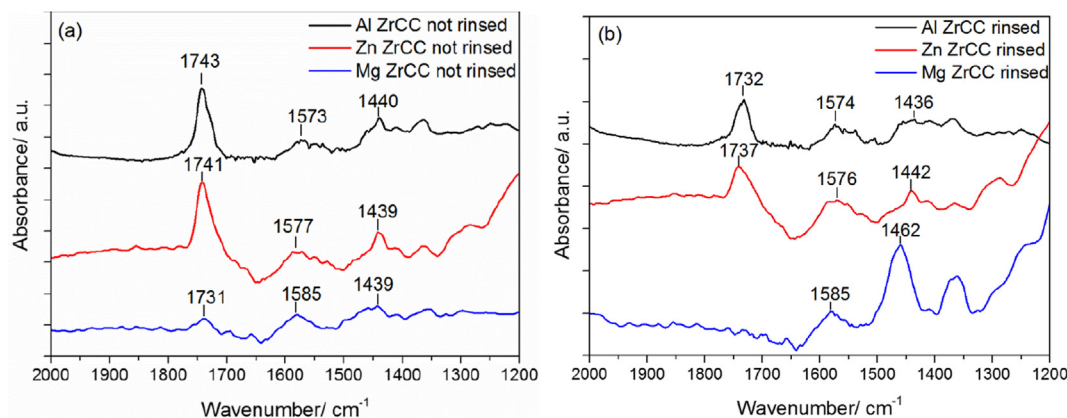 (a)
Al ZrCC not rinsed
Zn ZrCC not rinsed
Mg ZrCC not rinsed
1743
1573
1440
1741
1577
1439
1731
1585
1439
Absorbance/ a.u.
2000 1900 1800 1700 1600 1500 1400 1300 1200
Wavenumber/ cm⁻¹
(b)
Al ZrCC rinsed
Zn ZrCC rinsed
Mg ZrCC rinsed
1732
1574
1436
1737
1576
1442
1462
1585
Absorbance/ a.u.
2000 1900 1800 1700 1600 1500 1400 1300 1200
Wavenumber/ cm⁻¹